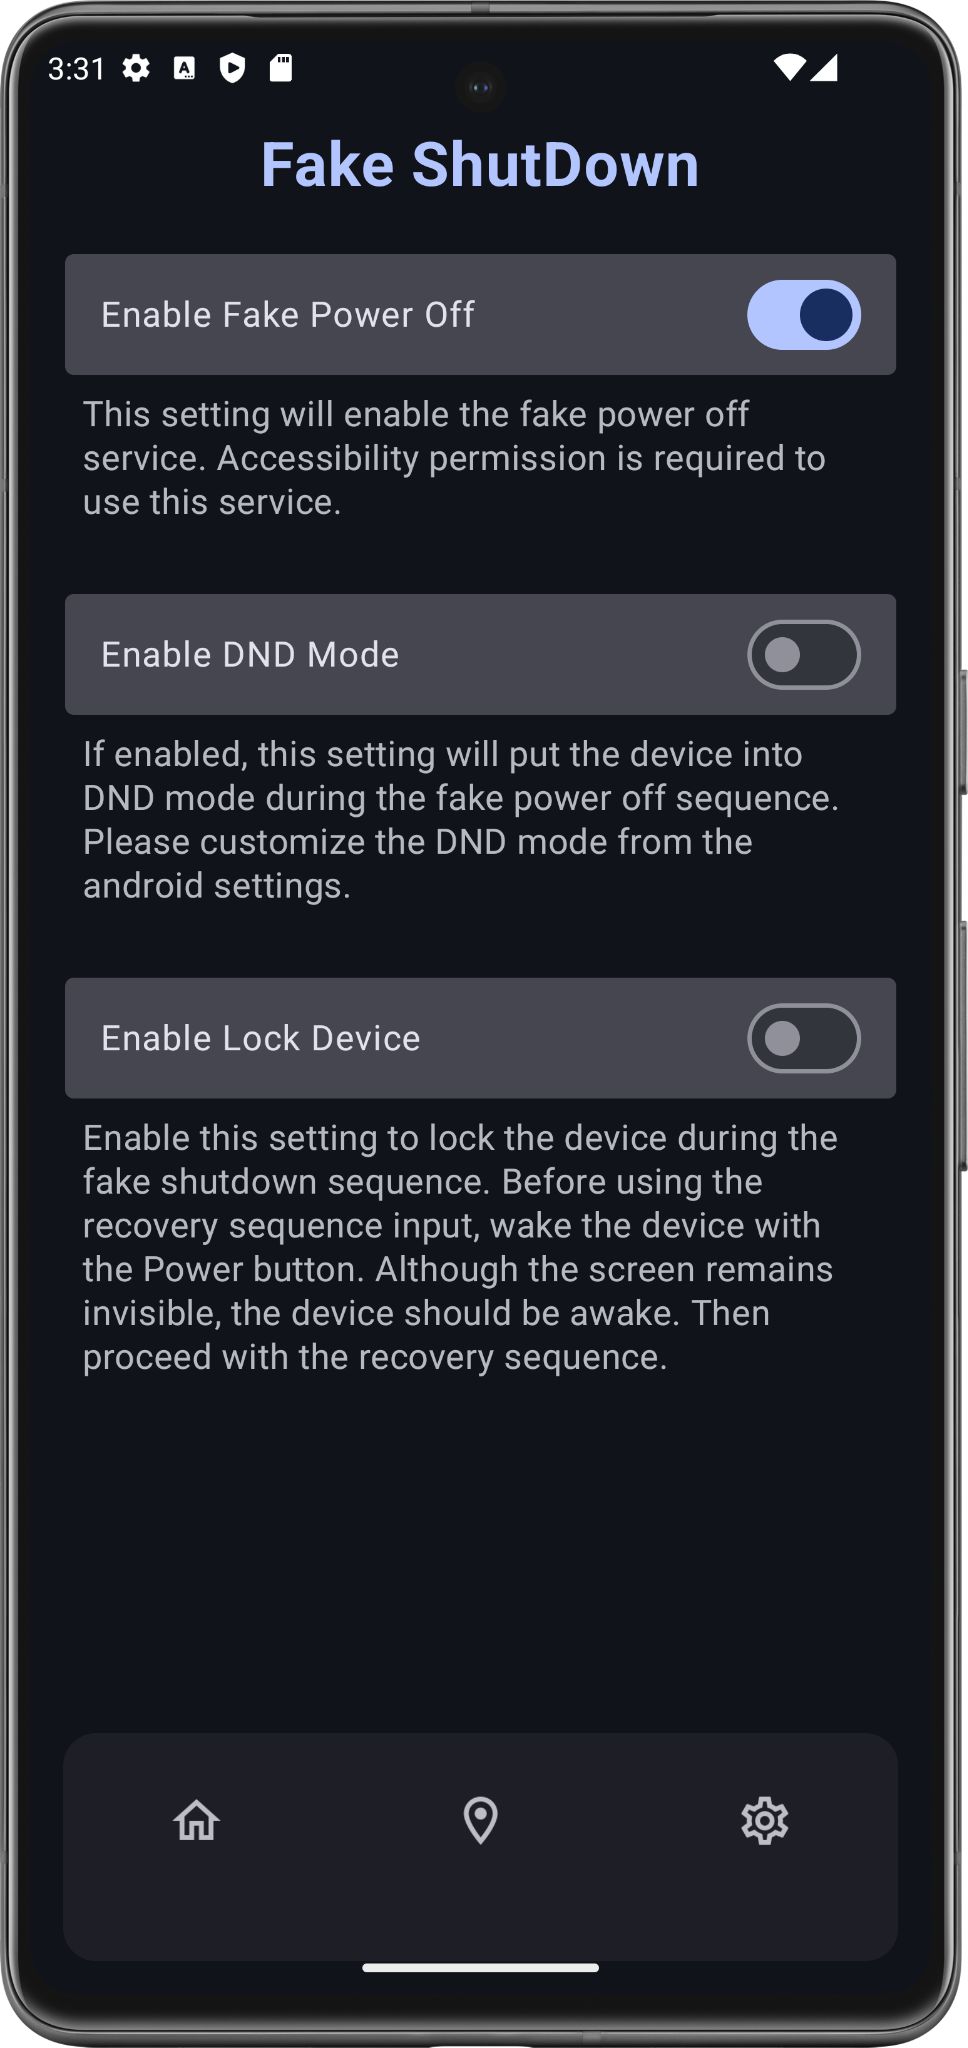 3:31
Fake ShutDown
Enable Fake Power Off
This setting will enable the fake power off
service. Accessibility permission is required to
use this service.
Enable DND Mode
If enabled, this setting will put the device into
DND mode during the fake power off sequence.
Please customize the DND mode from the
android settings.
Enable Lock Device
Enable this setting to lock the device during the
fake shutdown sequence. Before using the
recovery sequence input, wake the device with
the Power button. Although the screen remains
invisible, the device should be awake. Then
proceed with the recovery sequence.